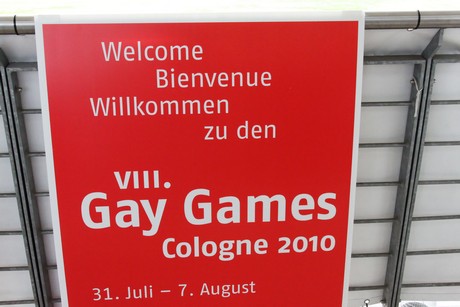 Welcome
Bienvenue
Willkommen
zu den
VIII.
Gay Games
Cologne 2010
31. Juli – 7. August